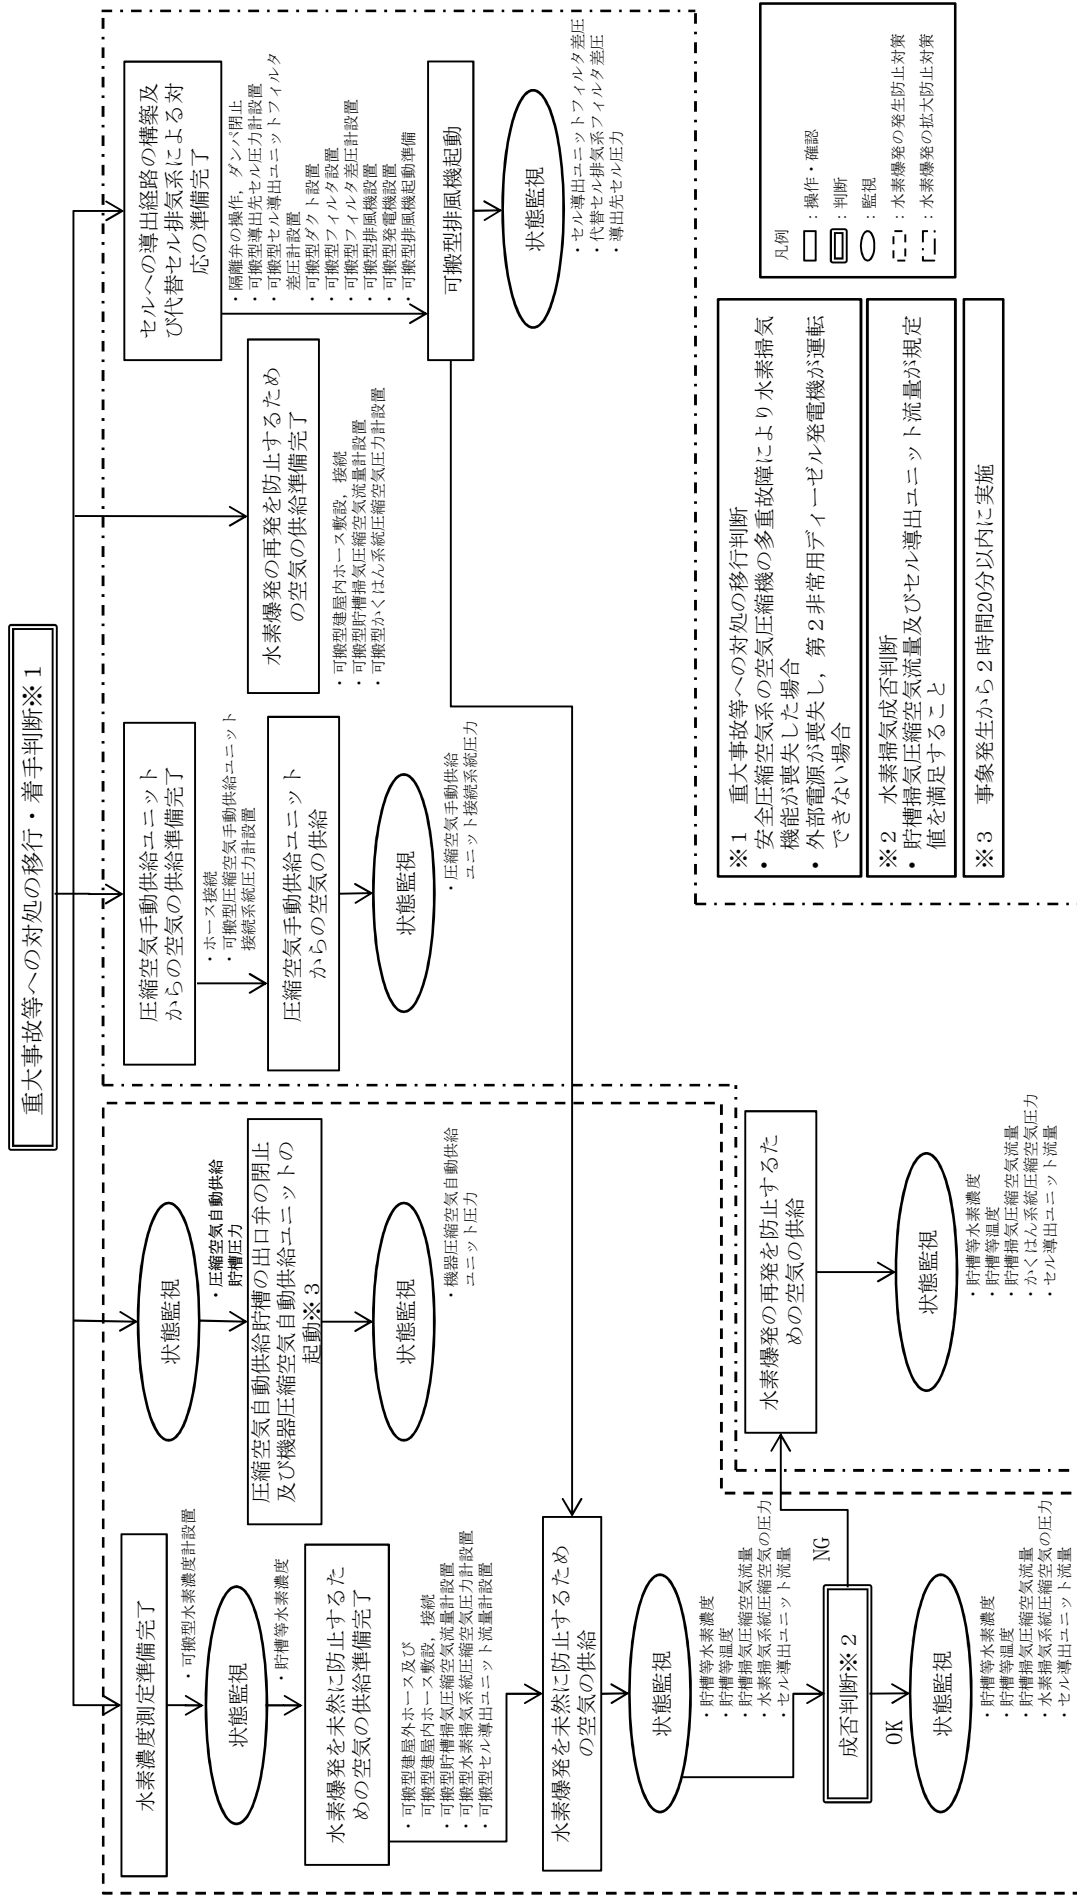 重大事故等への対処の移行・着手判断※１
水素濃度測定準備完了
・可搬型水素濃度計設置
状態監視
・貯槽等水素濃度
水素爆発を未然に防止するた
めの空気の供給準備完了
・可搬型建屋外ホース及び
可搬型建屋内ホース敷設，接続
・可搬型貯槽掃気圧縮空気流量計設置
・可搬型水素掃気系統圧縮空気圧力計設置
・可搬型セル導出ユニット流量計設置
水素爆発を未然に防止するため
の空気の供給
状態監視
・貯槽等水素濃度
・貯槽等温度
・貯槽掃気圧縮空気流量
・水素掃気系統圧縮空気の圧力
・セル導出ユニット流量
成否判断※２
NG
OK
状態監視
・貯槽等水素濃度
・貯槽等温度
・貯槽掃気圧縮空気流量
・水素掃気系統圧縮空気の圧力
・セル導出ユニット流量
状態監視
・圧縮空気自動供給
貯槽圧力
圧縮空気自動供給貯槽の出口弁の閉止
及び機器圧縮空気自動供給ユニットの
起動※３
状態監視
・機器圧縮空気自動供給
ユニット圧力
水素爆発の再発を防止するた
めの空気の供給
状態監視
・貯槽等水素濃度
・貯槽等温度
・貯槽掃気圧縮空気流量
・かくはん系統圧縮空気圧力
・セル導出ユニット流量
圧縮空気手動供給ユニット
からの空気の供給準備完了
・ホース接続
・可搬型圧縮空気手動供給ユニット
接続系統圧力計設置
圧縮空気手動供給ユニット
からの空気の供給
状態監視
・圧縮空気手動供給
ユニット接続系統圧力
水素爆発の再発を防止するため
の空気の供給準備完了
・可搬型建屋内ホース敷設，接続
・可搬型貯槽掃気圧縮空気流量計設置
・可搬型かくはん系統圧縮空気圧力計設置
セルへの導出経路の構築及
び代替セル排気系による対
応の準備完了
・隔離弁の操作，ダンパ閉止
・可搬型導出先セル圧力計設置
・可搬型セル導出ユニットフィルタ
差圧計設置
・可搬型ダクト設置
・可搬型フィルタ設置
・可搬型フィルタ差圧計設置
・可搬型排風機設置
・可搬型発電機設置
・可搬型排風機起動準備
可搬型排風機起動
状態監視
・セル導出ユニットフィルタ差圧
・代替セル排気系フィルタ差圧
・導出先セル圧力
※１　重大事故等への対処の移行判断
・安全圧縮空気系の空気圧縮機の多重故障により水素掃気
機能が喪失した場合
・外部電源が喪失し，第２非常用ディーゼル発電機が運転
できない場合
※２　水素掃気成否判断
・貯槽掃気圧縮空気流量及びセル導出ユニット流量が規定
値を満足すること
※３　事象発生から２時間20分以内に実施
凡例
：操作・確認
：判断
：監視
：水素爆発の発生防止対策
：水素爆発の拡大防止対策